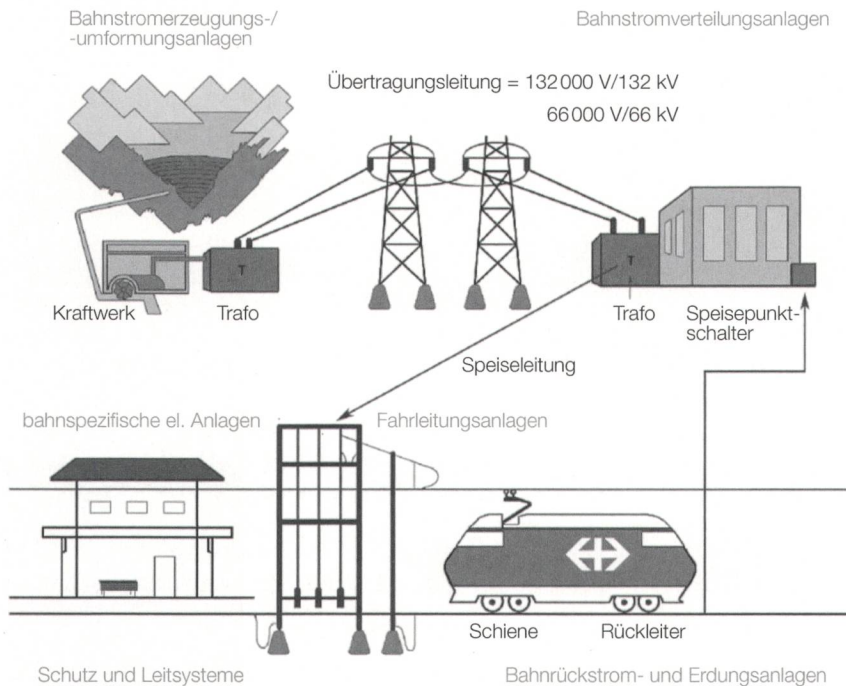 Bahnstromerzeugungs-/
-umformungsanlagen
Bahnstromverteilungsanlagen
Übertragungsleitung = 132 000 V/132 kV
66 000 V/66 kV
T
T
Kraftwerk
Trafo
Trafo
Speisepunkt-
schalter
Speiseleitung
bahnspezifische el. Anlagen
Fahrleitungsanlagen
Schiene
Rückleiter
Schutz und Leitsysteme
Bahnrückstrom- und Erdungsanlagen